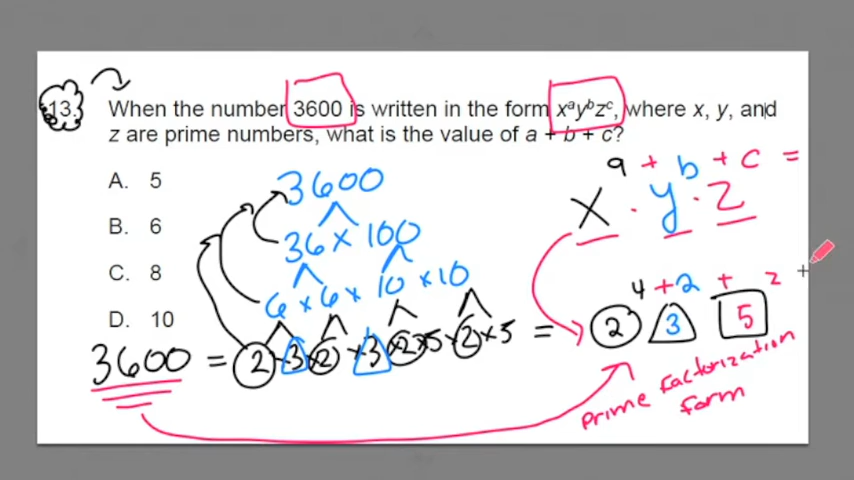 13. When the number 3600 is written in the form xᵃyᵇzᶜ, where x, y, and
z are prime numbers, what is the value of a + b + c?
A. 5
B. 6
C. 8
D. 10
3600
36 x 100
6 x 6 x 10 x 10
3600 = 2 x 3 x 2 x 3 x 2 x 5 x 2 x 5 =
a + b + c =
x · y · z
4 + 2 + 2
2 3 5
prime factorization
form